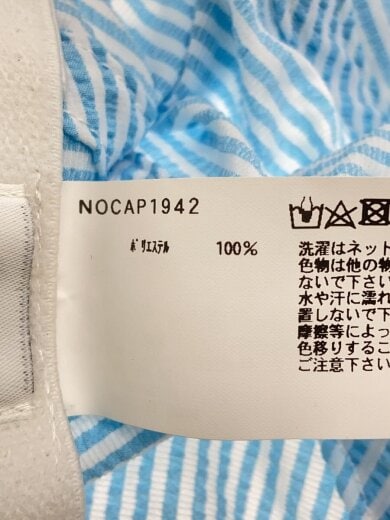 NOCAP1942
ポリエステル 100%
洗濯はネット
色物は他の物
ないで下さい
水や汗に濡れ
置しないで下
摩擦等によっ
色移りするこ
ご注意下さい